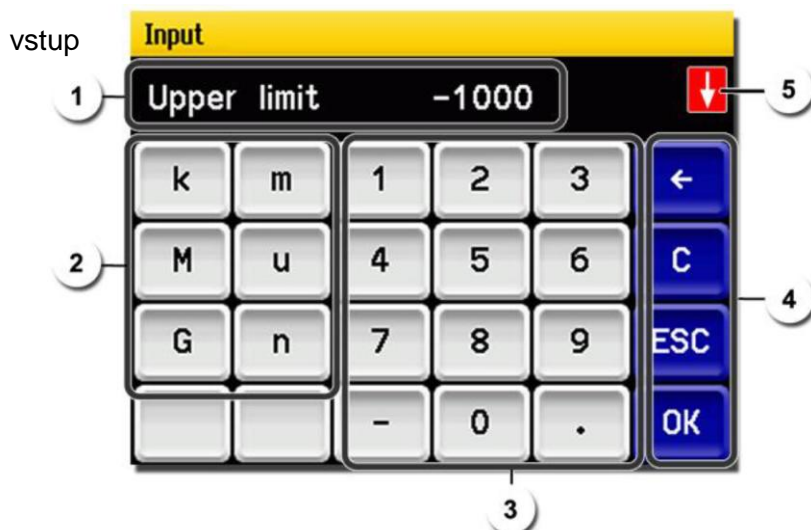 vstup
Input
1
Upper limit -1000
↓
5
k m 1 2 3 ←
2
M u 4 5 6 C
4
G n 7 8 9 ESC
- 0 . OK
3